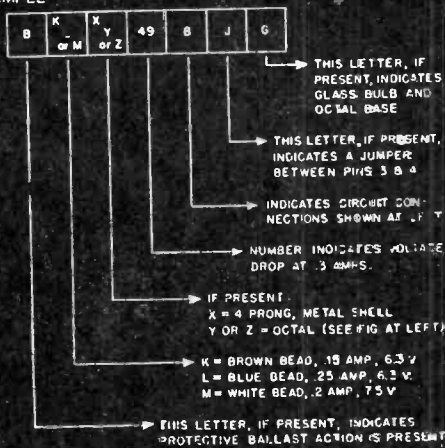 B
K
- or M
X
Y
or Z
49
B
J
G
THIS LETTER, IF
PRESENT, INDICATES
GLASS BULB AND
OCTAL BASE
THIS LETTER, IF PRESENT,
INDICATES A JUMPER
BETWEEN PINS 3 & 4
INDICATES CIRCUIT CON-
NECTIONS SHOWN AT LEFT
NUMBER INDICATES VOLTAGE
DROP AT .3 AMPS.
IF PRESENT
X = 4 PRONG, METAL SHELL
Y OR Z = OCTAL (SEE FIG AT LEFT)
K = BROWN BEAD, .15 AMP, 6.3 V
L = BLUE BEAD, .25 AMP, 6.3 V
M = WHITE BEAD, .2 AMP, 7.5 V
THIS LETTER, IF PRESENT, INDICATES
PROTECTIVE BALLAST ACTION IS PRESENT